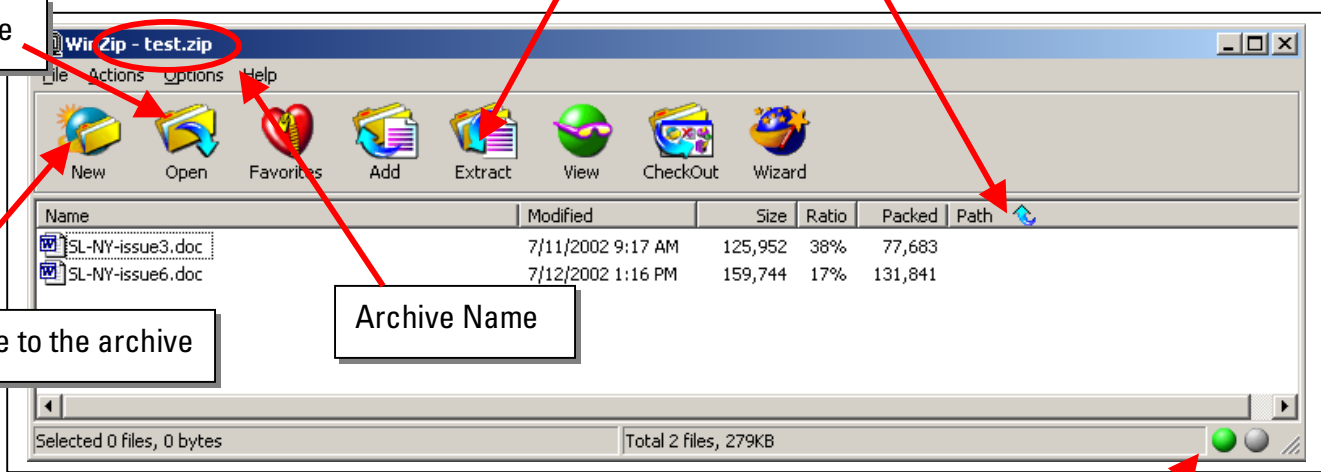 e
WinZip - test.zip
File Actions Options Help
New Open Favorites Add Extract View CheckOut Wizard
Name Modified Size Ratio Packed Path
SL-NY-issue3.doc 7/11/2002 9:17 AM 125,952 38% 77,683
SL-NY-issue6.doc 7/12/2002 1:16 PM 159,744 17% 131,841
Archive Name
e to the archive
Selected 0 files, 0 bytes Total 2 files, 279KB